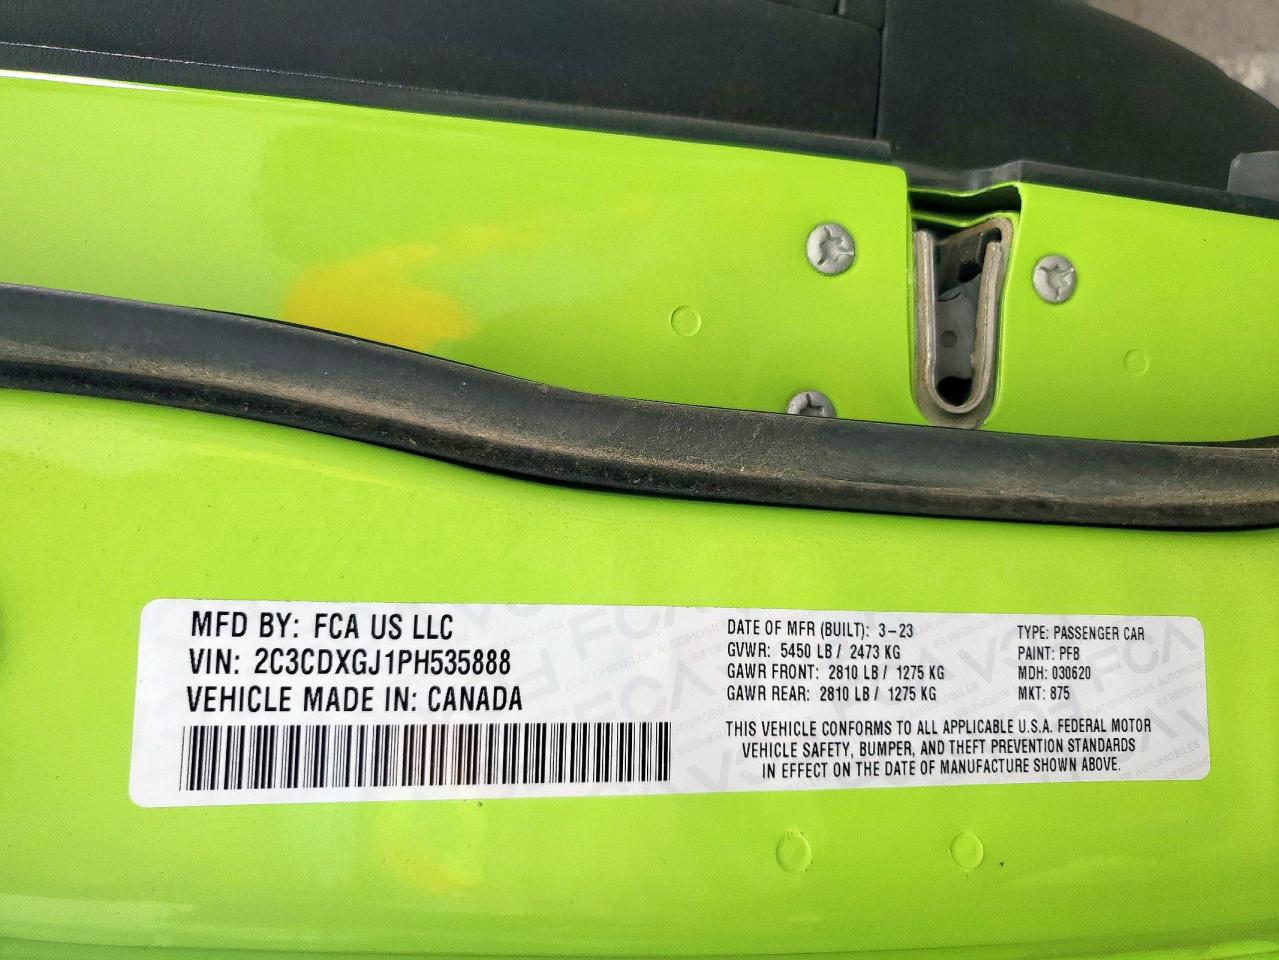 MFD BY: FCA US LLC
VIN: 2C3CDXGJ1PH535888
VEHICLE MADE IN: CANADA
DATE OF MFR (BUILT): 3-23
GVWR: 5450 LB / 2473 KG
GAWR FRONT: 2810 LB / 1275 KG
GAWR REAR: 2810 LB / 1275 KG
TYPE: PASSENGER CAR
PAINT: PFB
MDH: 030620
MKT: 875
THIS VEHICLE CONFORMS TO ALL APPLICABLE U.S.A. FEDERAL MOTOR
VEHICLE SAFETY, BUMPER, AND THEFT PREVENTION STANDARDS
IN EFFECT ON THE DATE OF MANUFACTURE SHOWN ABOVE.